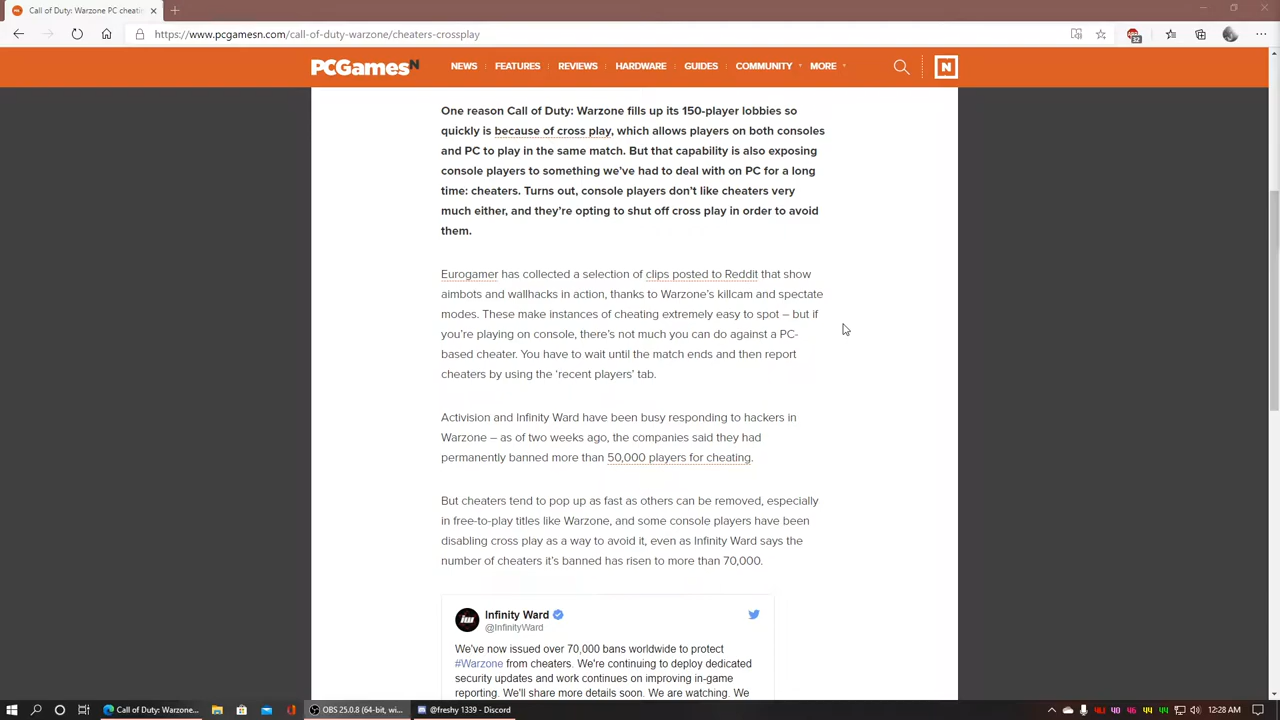 Call of Duty: Warzone PC cheati
https://www.pcgamesn.com/call-of-duty-warzone/cheaters-crossplay
32
PCGamesN
NEWS
FEATURES
REVIEWS
HARDWARE
GUIDES
COMMUNITY
MORE
N
One reason Call of Duty: Warzone fills up its 150-player lobbies so
quickly is because of cross play, which allows players on both consoles
and PC to play in the same match. But that capability is also exposing
console players to something we've had to deal with on PC for a long
time: cheaters. Turns out, console players don't like cheaters very
much either, and they're opting to shut off cross play in order to avoid
them.
Eurogamer has collected a selection of clips posted to Reddit that show
aimbots and wallhacks in action, thanks to Warzone's killcam and spectate
modes. These make instances of cheating extremely easy to spot – but if
you're playing on console, there's not much you can do against a PC-
based cheater. You have to wait until the match ends and then report
cheaters by using the 'recent players' tab.
Activision and Infinity Ward have been busy responding to hackers in
Warzone – as of two weeks ago, the companies said they had
permanently banned more than 50,000 players for cheating.
But cheaters tend to pop up as fast as others can be removed, especially
in free-to-play titles like Warzone, and some console players have been
disabling cross play as a way to avoid it, even as Infinity Ward says the
number of cheaters it's banned has risen to more than 70,000.
iw
Infinity Ward
@InfinityWard
We've now issued over 70,000 bans worldwide to protect
#Warzone from cheaters. We're continuing to deploy dedicated
security updates and work continues on improving in-game
reporting. We'll share more details soon. We are watching. We
Call of Duty: Warzone...
OBS 25.0.8 (64-bit, wi...
@freshy 1339 - Discord
12:28 AM